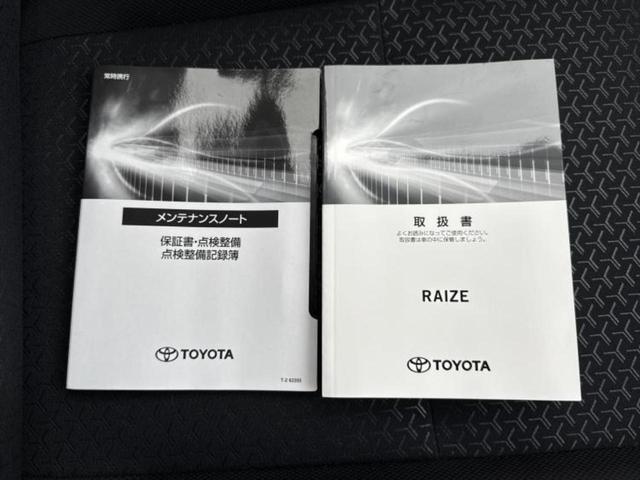 常時携行
メンテナンスノート
保証書・点検整備
点検整備記録簿
TOYOTA
取扱書
よくお読みになってご使用ください。
取扱書は車の中に保管しましょう。
RAIZE
TOYOTA